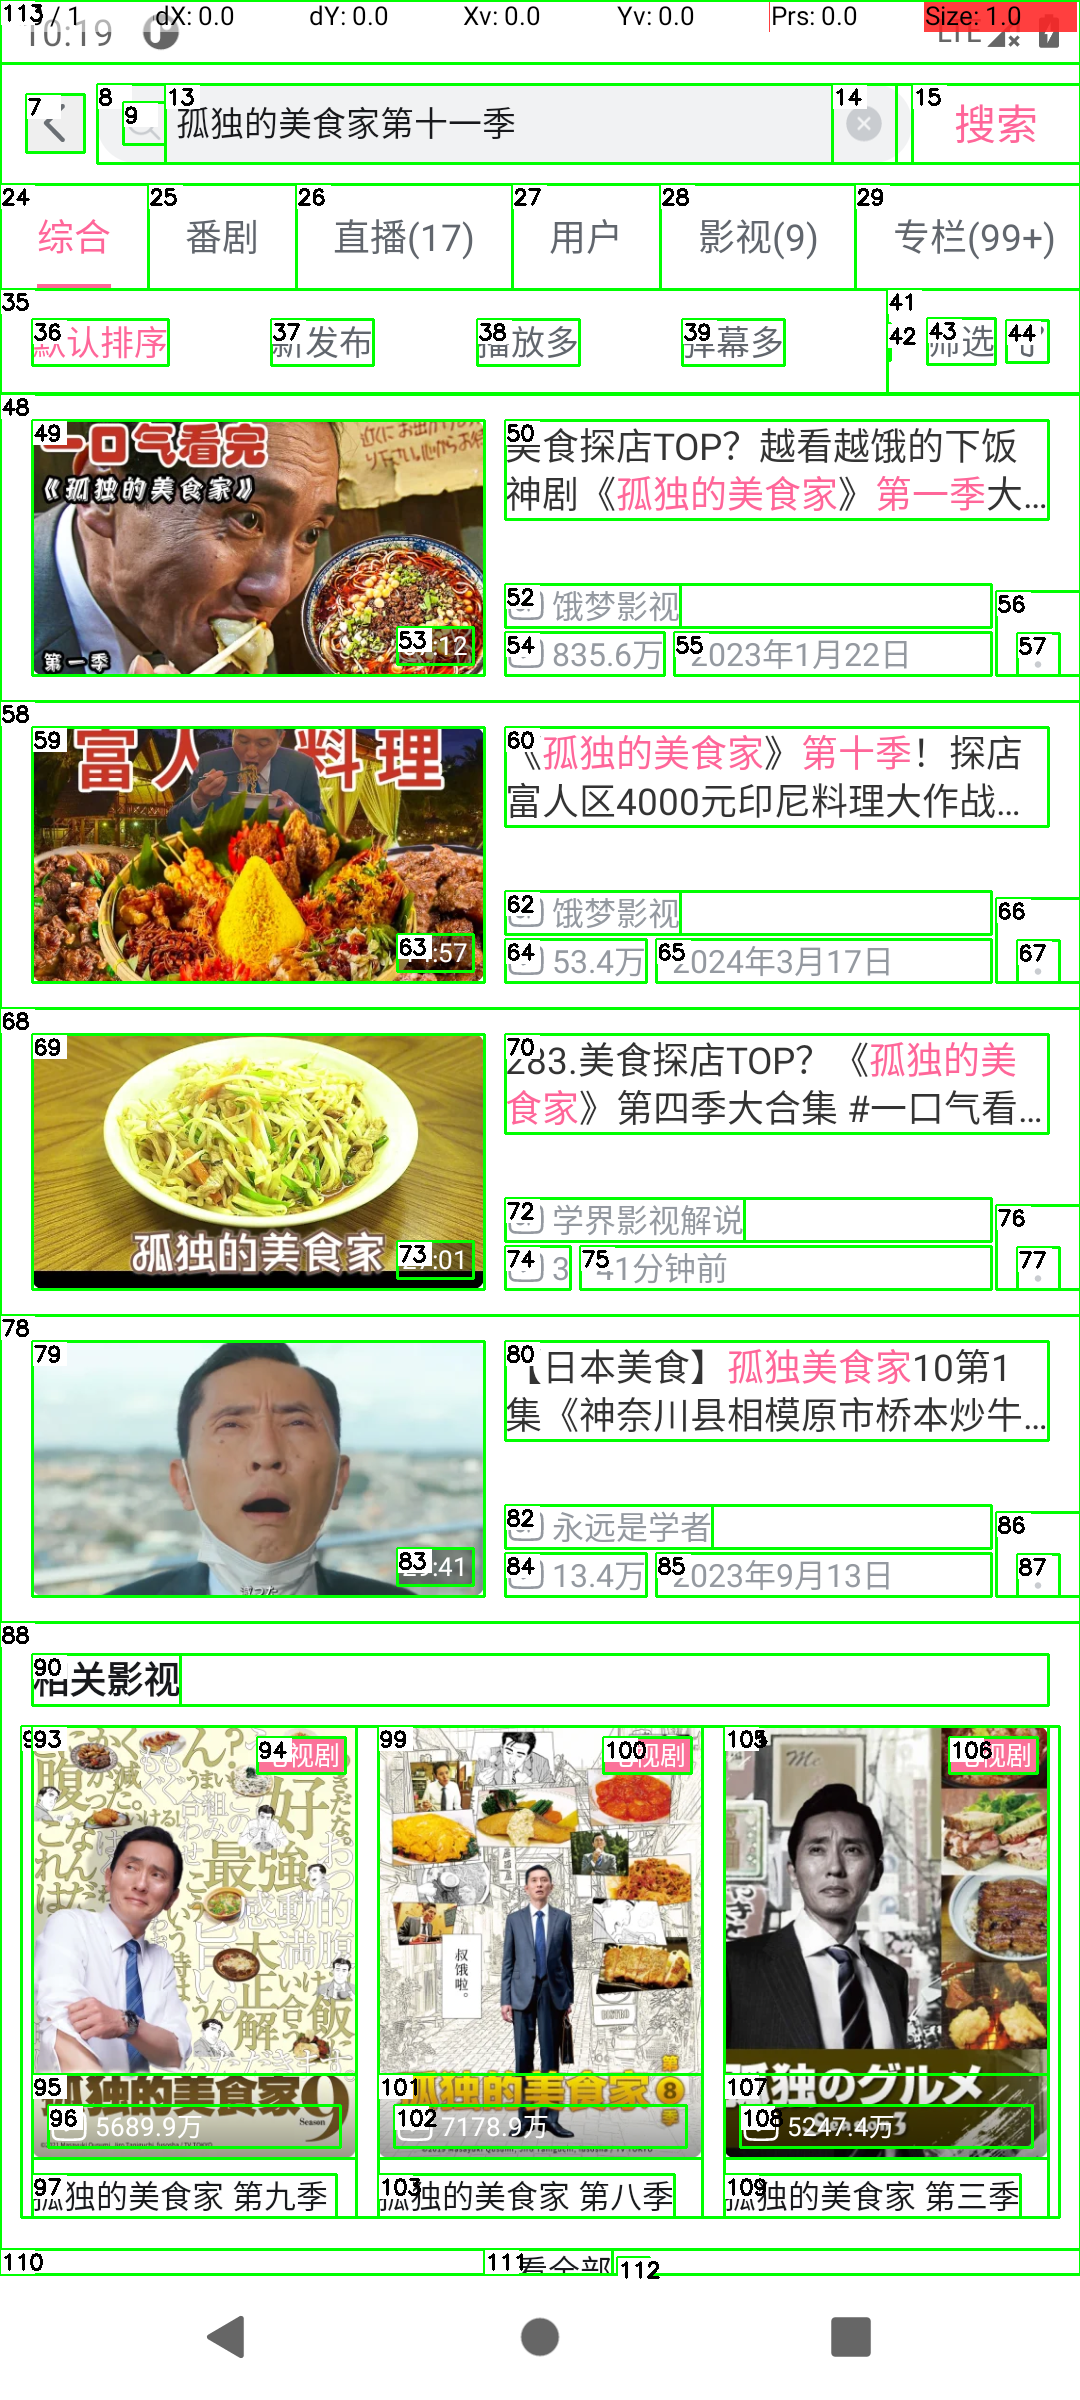 P: 1 / 1 dX: 0.0 dY: 0.0 Xv: 0.0 Yv: 0.0 Prs: 0.0 Size: 1.0
113
10:19 LTE
7 8 9 13 孤独的美食家第十一季 14 15 搜索
24 综合 25 番剧 26 直播(17) 27 用户 28 影视(9) 29 专栏(99+)
35 36 默认排序 37 新发布 38 播放多 39 弹幕多 41 42 43 筛选 44
48
49 一口气看完
《孤独的美食家》
第一季
53 :12
50 美食探店TOP？越看越饿的下饭
神剧《孤独的美食家》第一季大...
52 饿梦影视
54 835.6万 55 2023年1月22日
56
57
58
59 富人 料理
63 :57
60 《孤独的美食家》第十季！探店
富人区4000元印尼料理大作战...
62 饿梦影视
64 53.4万 65 2024年3月17日
66
67
68
69
孤独的美食家
73 :01
70 283.美食探店TOP？《孤独的美
食家》第四季大合集 #一口气看...
72 学界影视解说
74 3 75 41分钟前
76
77
78
79
83 :41
80 【日本美食】孤独美食家10第1
集《神奈川县相模原市桥本炒牛...
82 永远是学者
84 13.4万 85 2023年9月13日
86
87
88
90 相关影视
93 94 电视剧 99 100 电视剧 105 106 电视剧
好
最強
叔饿啦。
95 孤独的美食家9 Season 101 孤独的美食家 第8季 107 孤独のグルメ Season3
96 5689.9万 102 7178.9万 108 5247.4万
97 孤独的美食家 第九季 103 孤独的美食家 第八季 109 孤独的美食家 第三季
110 111 看全部 112